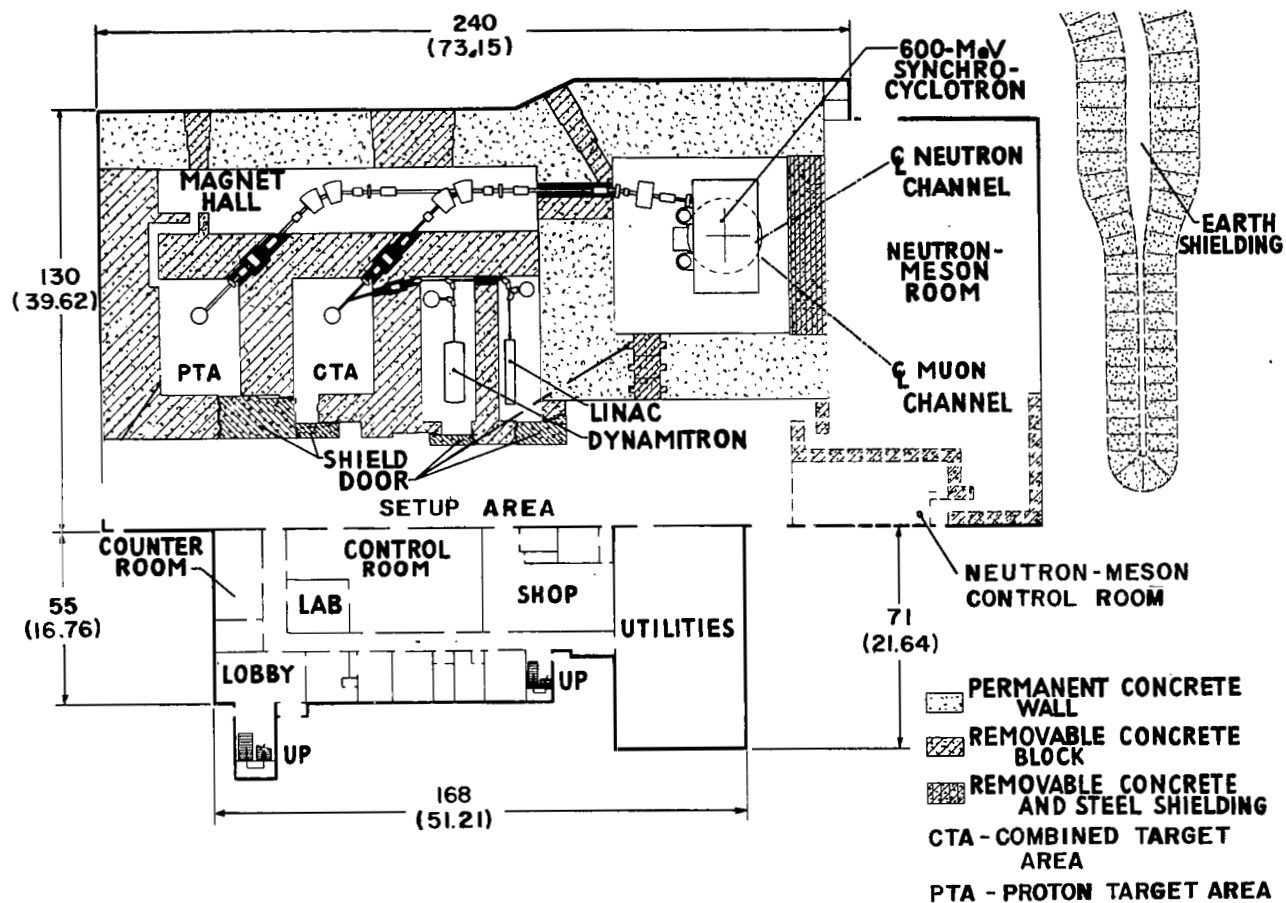 240
(73.15)
600-MeV
SYNCHRO-
CYCLOTRON
℄ NEUTRON
CHANNEL
MAGNET
HALL
EARTH
SHIELDING
NEUTRON-
MESON
ROOM
130
(39.62)
PTA
CTA
℄ MUON
CHANNEL
LINAC
DYNAMITRON
SHIELD
DOOR
SETUP AREA
COUNTER
ROOM
CONTROL
ROOM
LAB
SHOP
UTILITIES
NEUTRON-MESON
CONTROL ROOM
55
(16.76)
71
(21.64)
LOBBY
UP
UP
168
(51.21)
PERMANENT CONCRETE
WALL
REMOVABLE CONCRETE
BLOCK
REMOVABLE CONCRETE
AND STEEL SHIELDING
CTA-COMBINED TARGET
AREA
PTA - PROTON TARGET AREA